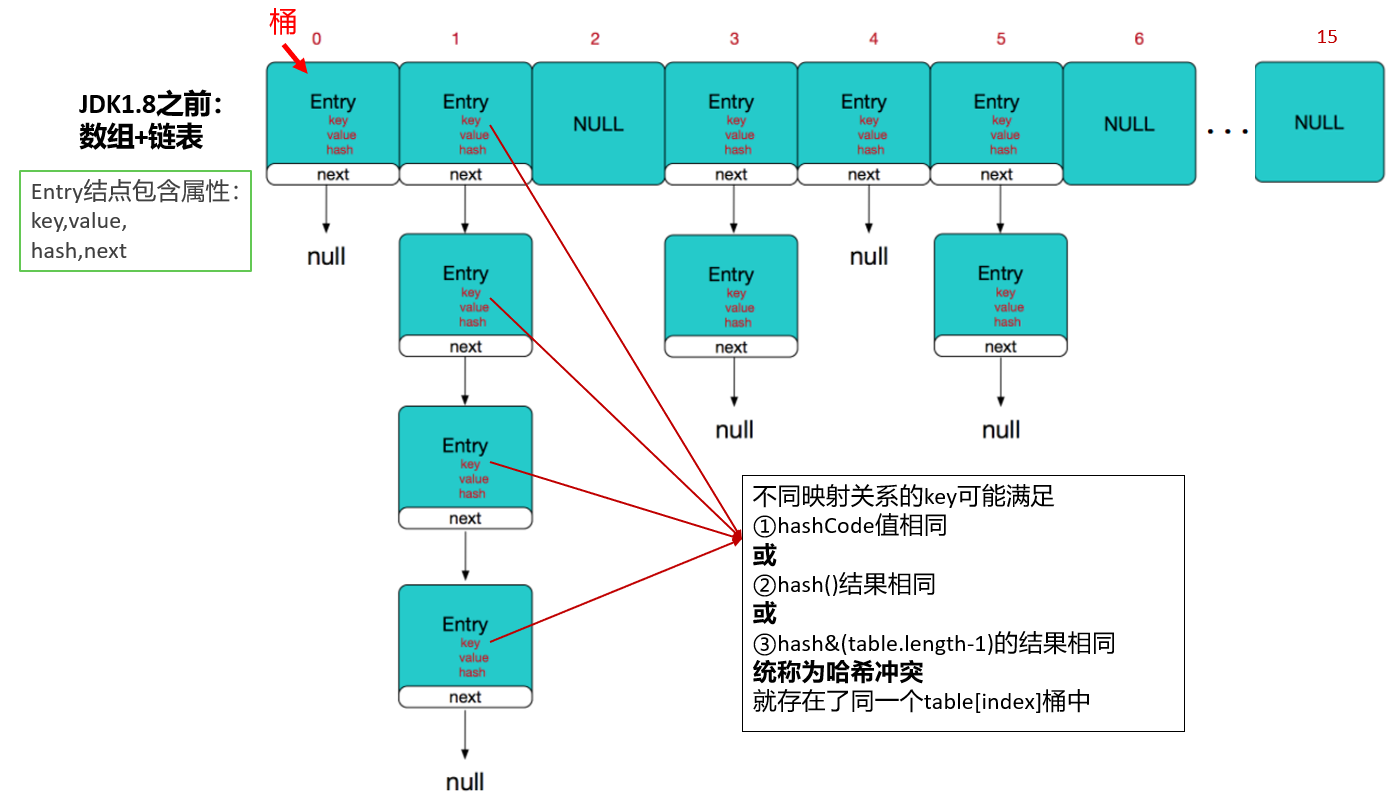 桶
0 1 2 3 4 5 6 15
JDK1.8之前：
数组+链表
Entry Entry NULL Entry Entry Entry NULL ... NULL
key key key key key
value value value value value
hash hash hash hash hash
next next next next next
Entry结点包含属性：
key,value,
hash,next
null null
Entry Entry Entry
key key key
value value value
hash hash hash
next next next
null null
Entry
key
value
hash
next
Entry
key
value
hash
next
null
不同映射关系的key可能满足
①hashCode值相同
或
②hash()结果相同
或
③hash&(table.length-1)的结果相同
统称为哈希冲突
就存在了同一个table[index]桶中